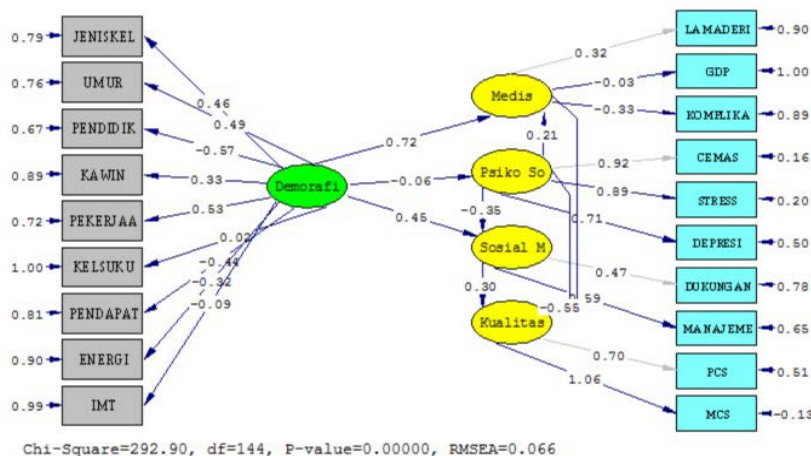 0.79 JENISKEL
0.76 UMUR
0.67 PENDIDIK
0.89 KAWIN
0.72 PEKERJAA
1.00 KELSUKU
0.81 PENDAPAT
0.90 ENERGI
0.99 IMT
0.46
0.49
-0.57
0.33
0.53
0.02
-0.44
-0.32
-0.09
Demorafi
0.72
-0.06
0.45
Medis
0.21
Psiko So
-0.35
Sosial M
0.30
Kualitas
-0.55
0.32
-0.03
-0.33
0.92
0.89
0.71
0.47
.59
0.70
1.06
LAMADERI 0.90
GDP 1.00
KOMPLIKA 0.89
CEMAS 0.16
STRESS 0.20
DEPRESI 0.50
DUKUNGAN 0.78
MANAJEME 0.65
PCS 0.51
MCS -0.13
Chi-Square=292.90, df=144, P-value=0.00000, RMSEA=0.066